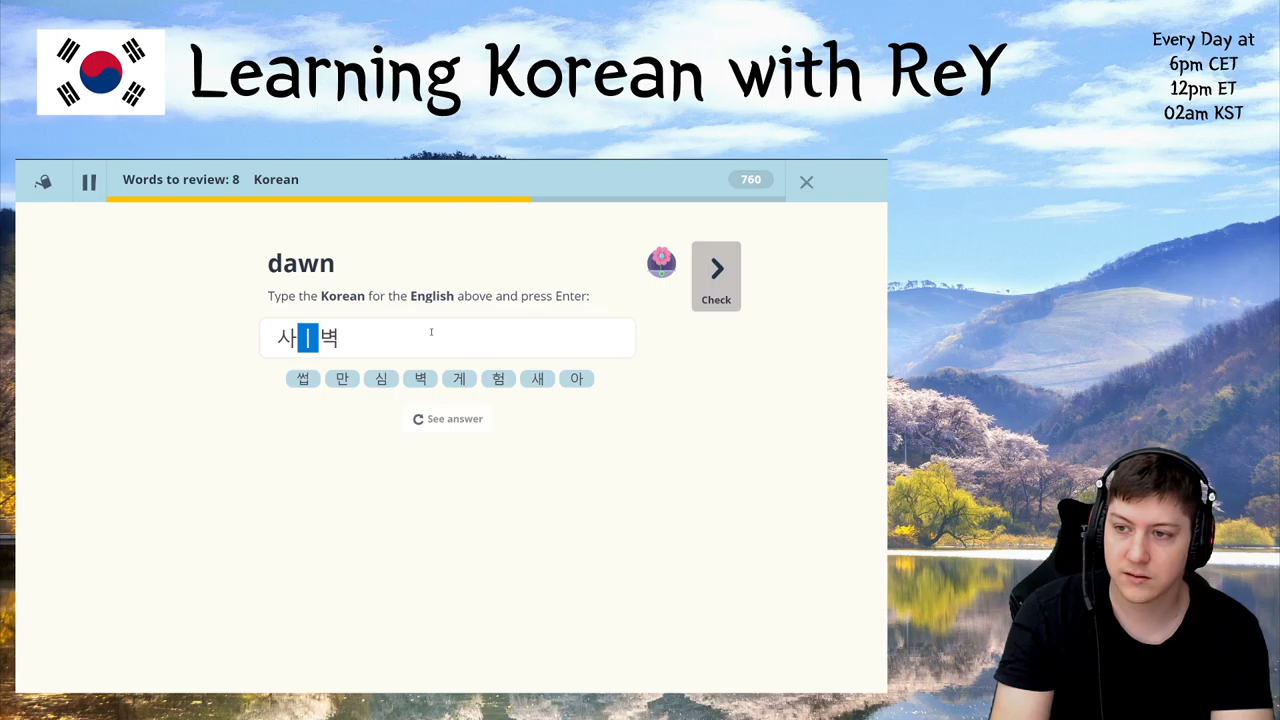 Learning Korean with ReY
Every Day at
6pm CET
12pm ET
02am KST
Words to review: 8 Korean
760
dawn
Type the Korean for the English above and press Enter:
Check
사ㅣ벽
썹 만 심 벽 게 험 새 아
See answer